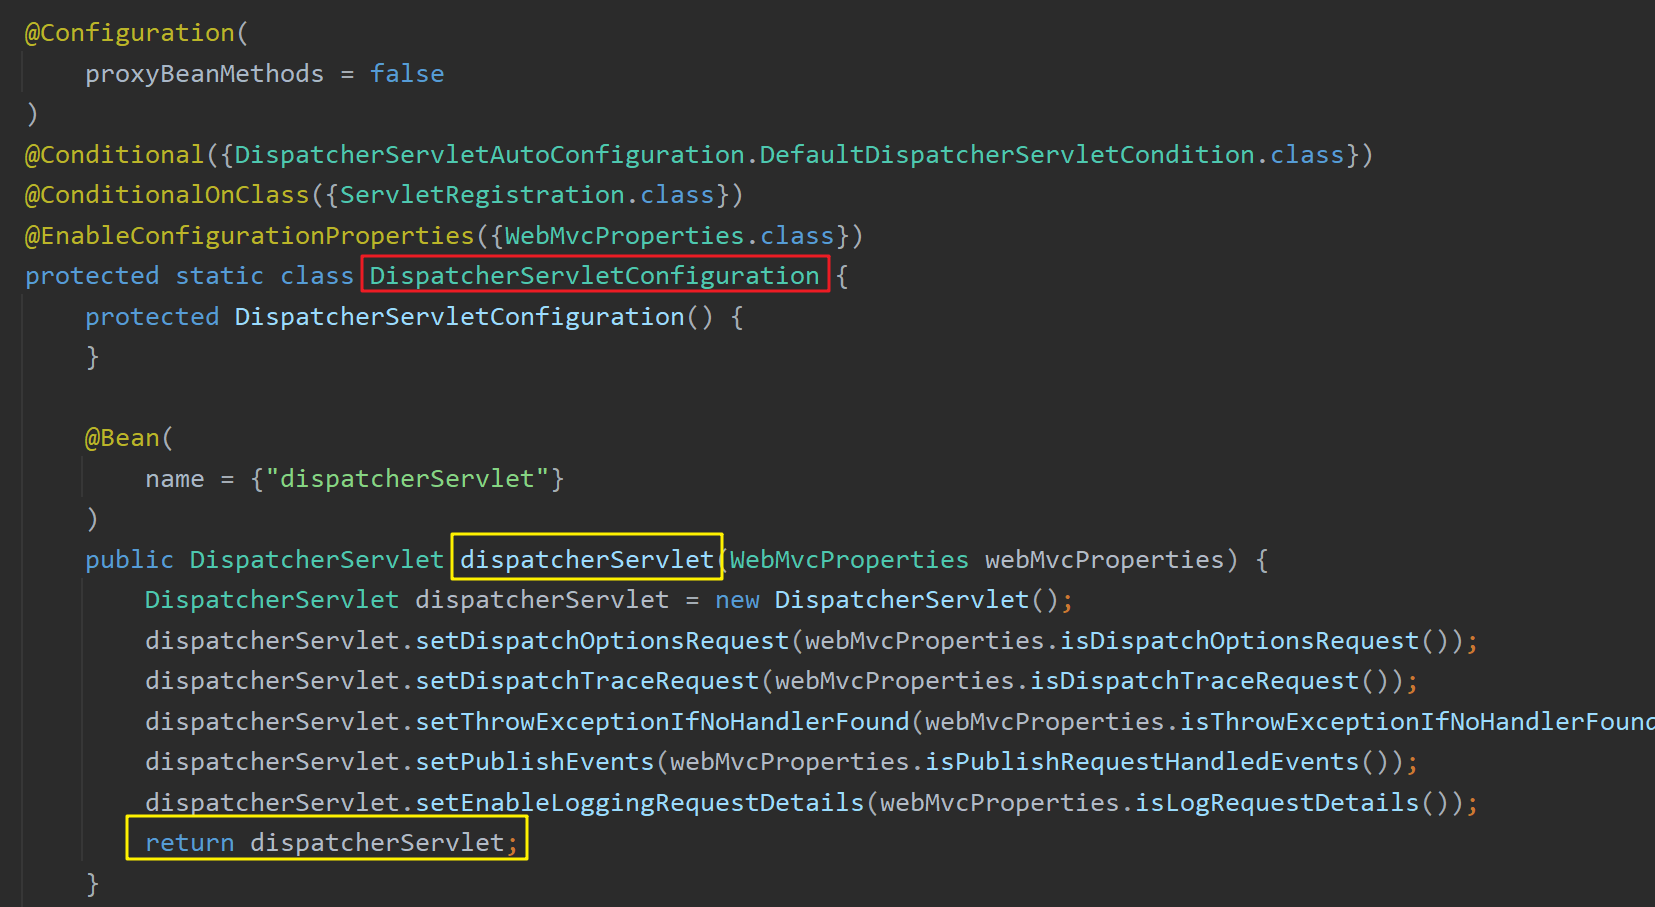 @Configuration(
proxyBeanMethods = false
)
@Conditional({DispatcherServletAutoConfiguration.DefaultDispatcherServletCondition.class})
@ConditionalOnClass({ServletRegistration.class})
@EnableConfigurationProperties({WebMvcProperties.class})
protected static class DispatcherServletConfiguration {
protected DispatcherServletConfiguration() {
}
@Bean(
name = {"dispatcherServlet"}
)
public DispatcherServlet dispatcherServlet(WebMvcProperties webMvcProperties) {
DispatcherServlet dispatcherServlet = new DispatcherServlet();
dispatcherServlet.setDispatchOptionsRequest(webMvcProperties.isDispatchOptionsRequest());
dispatcherServlet.setDispatchTraceRequest(webMvcProperties.isDispatchTraceRequest());
dispatcherServlet.setThrowExceptionIfNoHandlerFound(webMvcProperties.isThrowExceptionIfNoHandlerFound
dispatcherServlet.setPublishEvents(webMvcProperties.isPublishRequestHandledEvents());
dispatcherServlet.setEnableLoggingRequestDetails(webMvcProperties.isLogRequestDetails());
return dispatcherServlet;
}